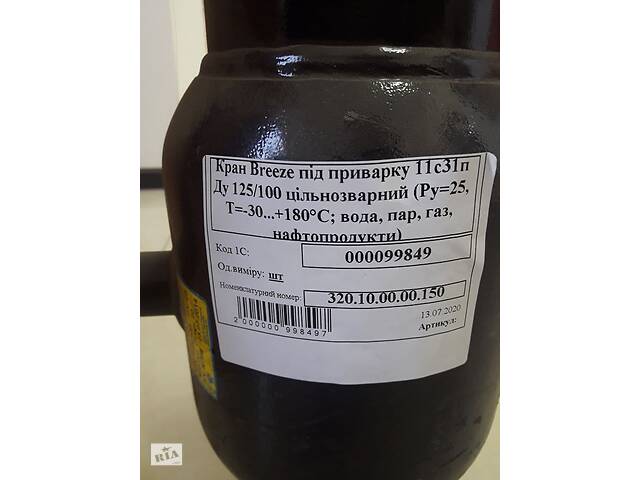 Кран Breeze під приварку 11с31п
Ду 125/100 цільнозварний (Ру=25,
Т=-30...+180°С; вода, пар, газ,
нафтопродукти)
Код 1С: 000099849
Од.виміру: шт
Номенклатурний номер: 320.10.00.00.150
13.07.2020
Артикул:
2 000000 998497
RIA